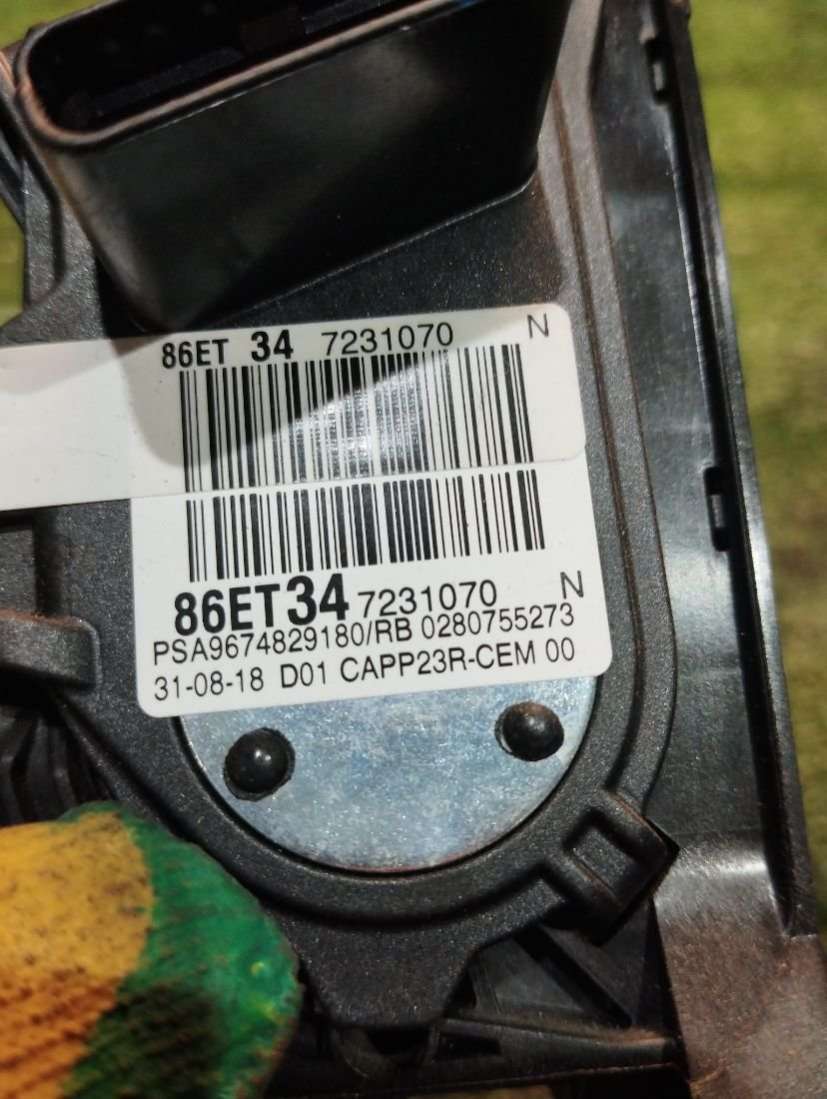 86ET 34 7231070 N
86ET34 7231070 N
PSA9674829180/RB 0280755273
31-08-18 D01 CAPP23R-CEM 00